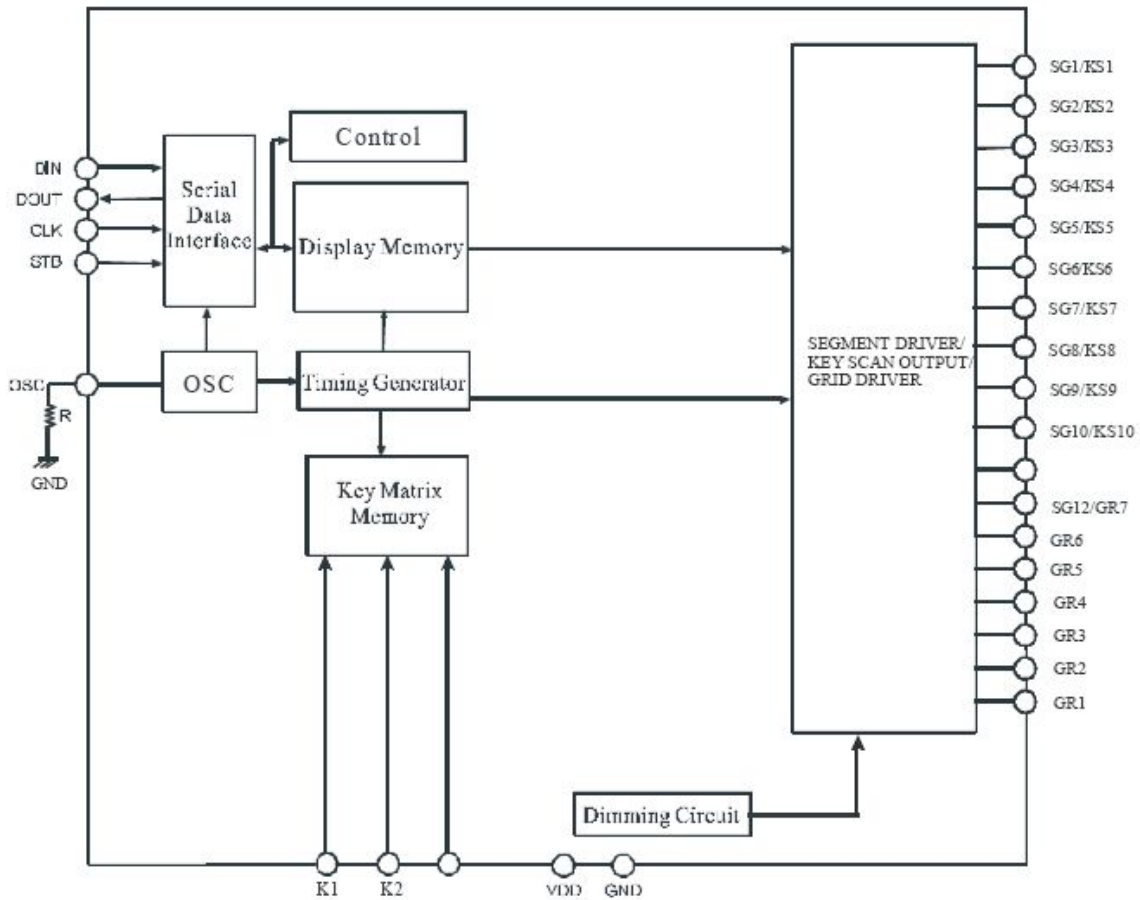 DIN
DOUT
CLK
STB
OSC
R
GND
Serial
Data
Interface
Control
Display Memory
OSC
Timing Generator
Key Matrix
Memory
SEGMENT DRIVER/
KEY SCAN OUTPUT/
GRID DRIVER
Dimming Circuit
SG1/KS1
SG2/KS2
SG3/KS3
SG4/KS4
SG5/KS5
SG6/KS6
SG7/KS7
SG8/KS8
SG9/KS9
SG10/KS10
SG12/GR7
GR6
GR5
GR4
GR3
GR2
GR1
K1
K2
VDD
GND